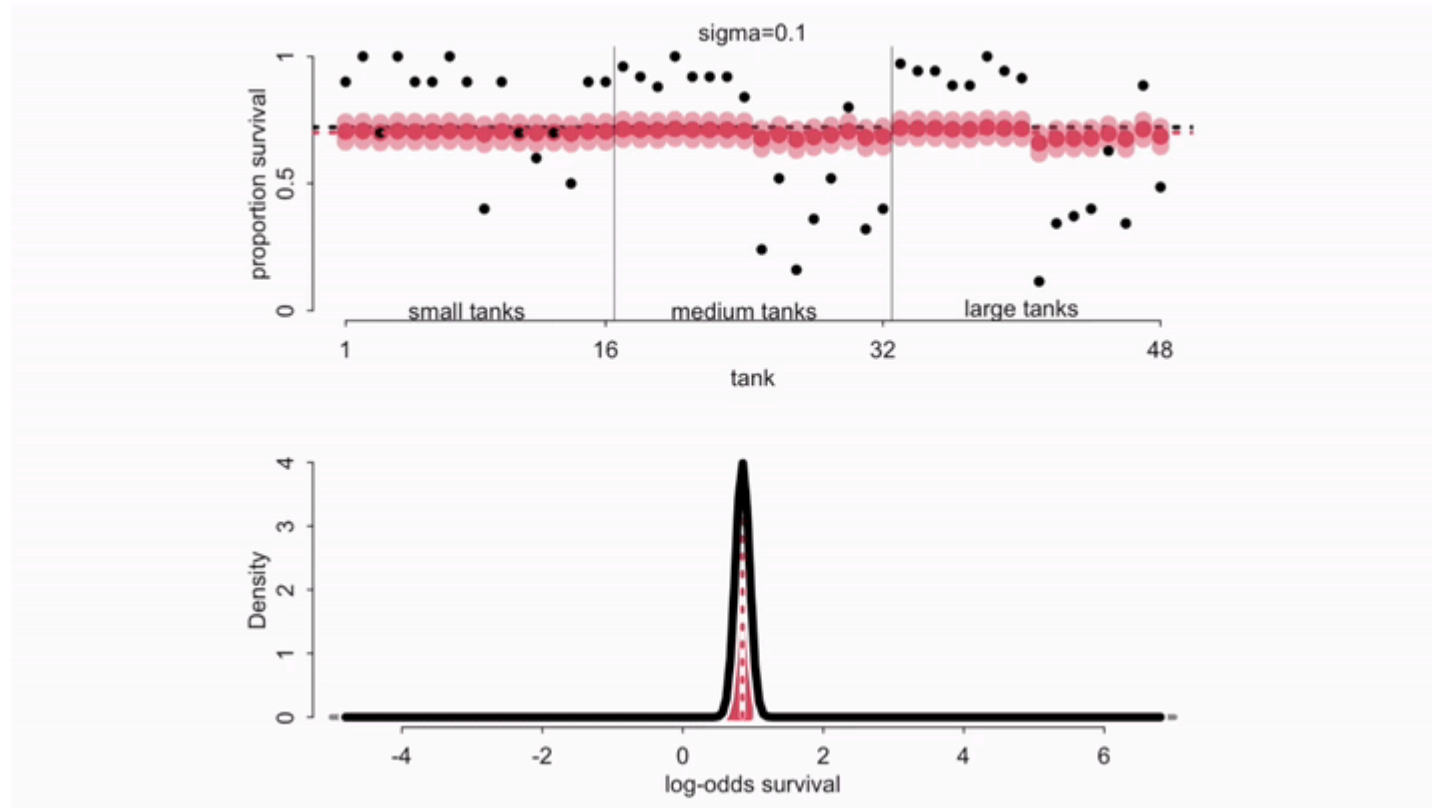 sigma=0.1
proportion survival
1
0.5
0
small tanks
medium tanks
large tanks
1
16
32
48
tank
Density
4
3
2
1
0
-4
-2
0
2
4
6
log-odds survival